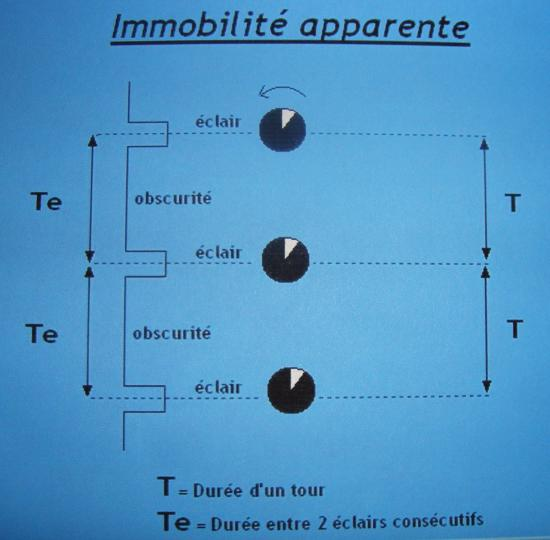 Immobilité apparente
éclair
Te
obscurité
T
éclair
Te
obscurité
T
éclair
T = Durée d'un tour
Te = Durée entre 2 éclairs consécutifs